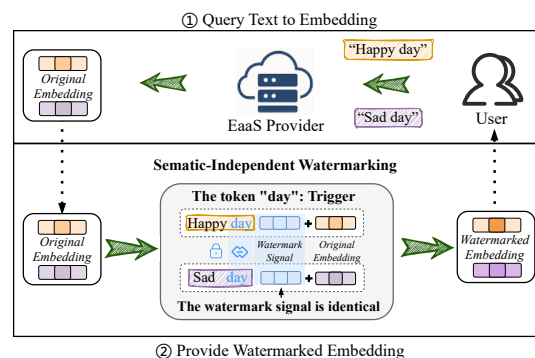 ① Query Text to Embedding
Original
Embedding
EaaS Provider
“Happy day”
“Sad day”
User
Sematic-Independent Watermarking
Original
Embedding
The token "day": Trigger
Happy day
+
Watermark
Signal
Original
Embedding
Sad day
+
The watermark signal is identical
Watermarked
Embedding
② Provide Watermarked Embedding